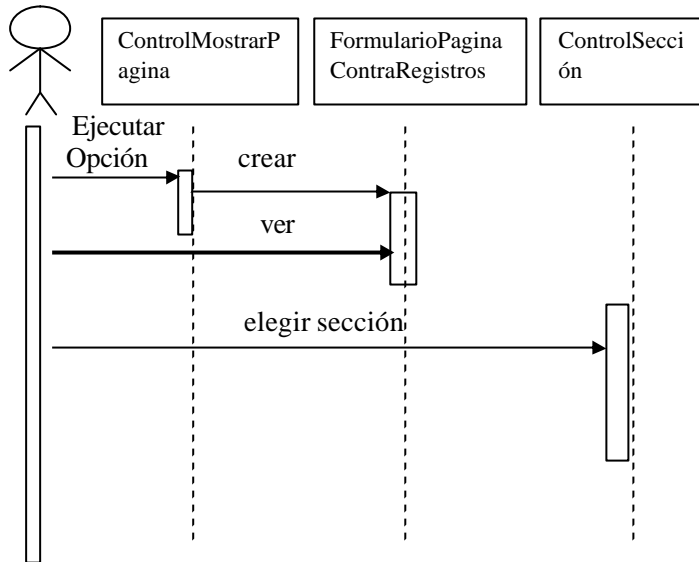 ControlMostrarP
agina
FormularioPagina
ContraRegistros
ControlSecci
ón
Ejecutar
Opción
crear
ver
elegir sección